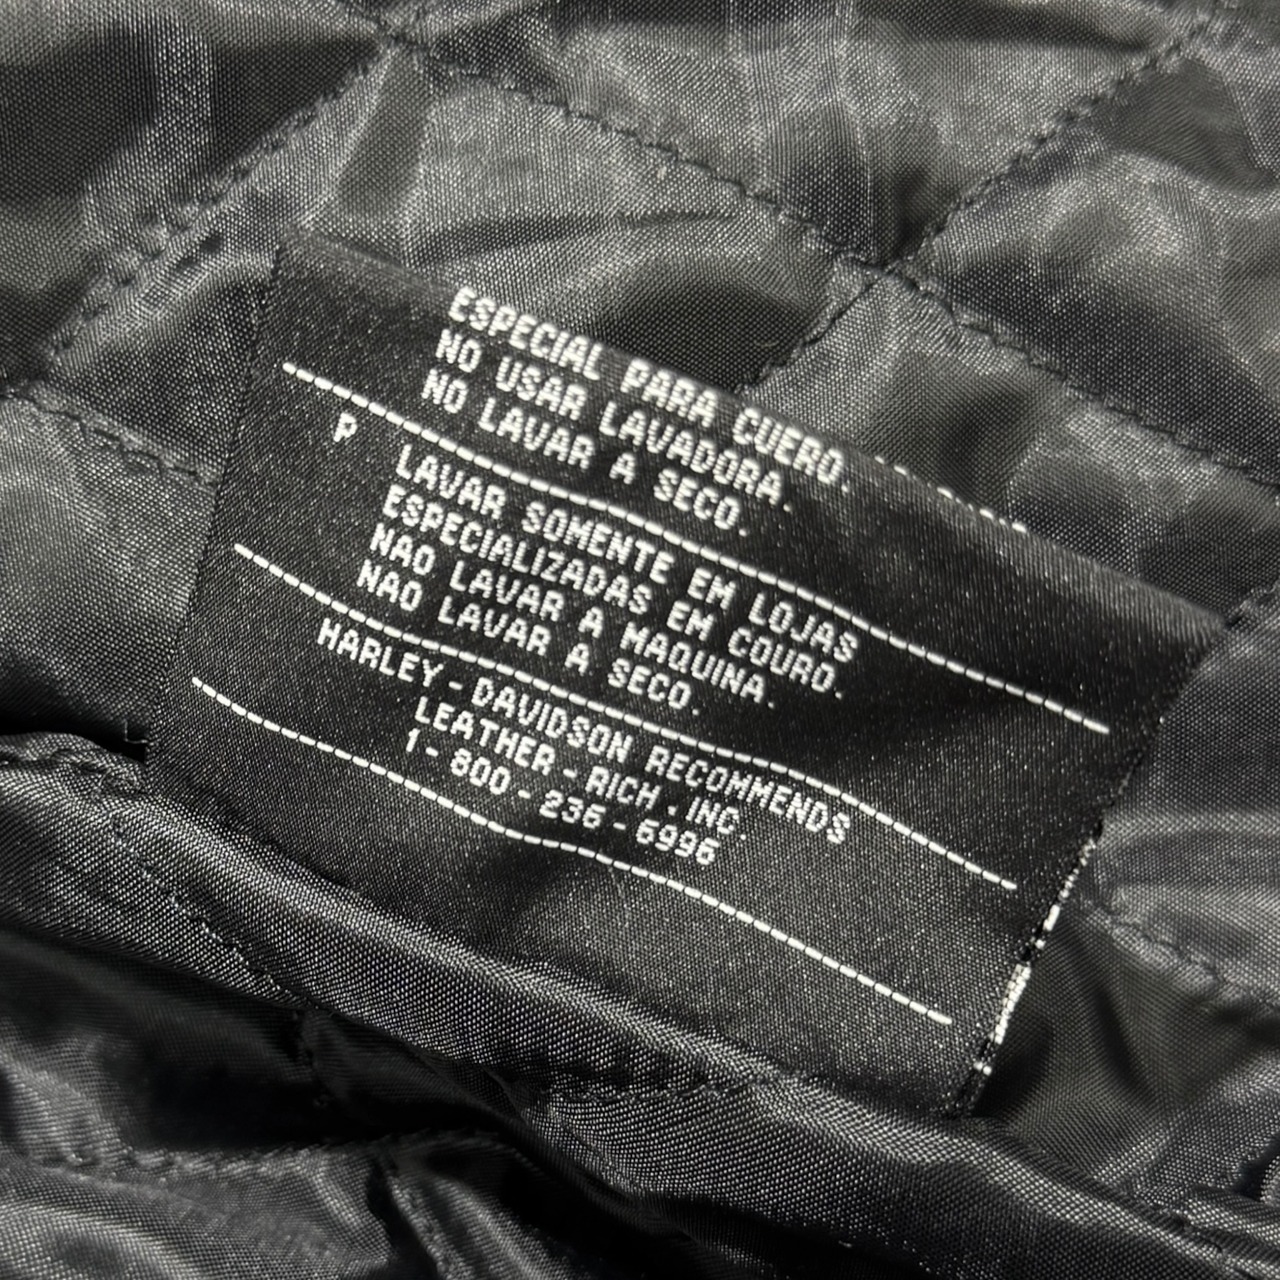 ESPECIAL PARA CUERO.
NO USAR LAVADORA.
NO LAVAR A SECO.
P LAVAR SOMENTE EM LOJAS
ESPECIALIZADAS EM COURO.
NAO LAVAR A MAQUINA.
NAO LAVAR A SECO.
HARLEY-DAVIDSON RECOMMENDS
LEATHER-RICH, INC.
1-800-236-6996